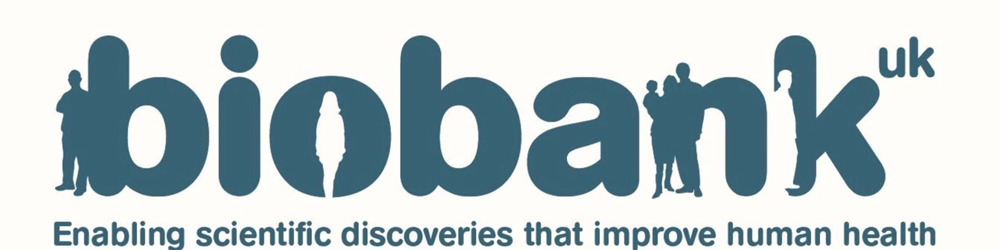 biobank uk
Enabling scientific discoveries that improve human health